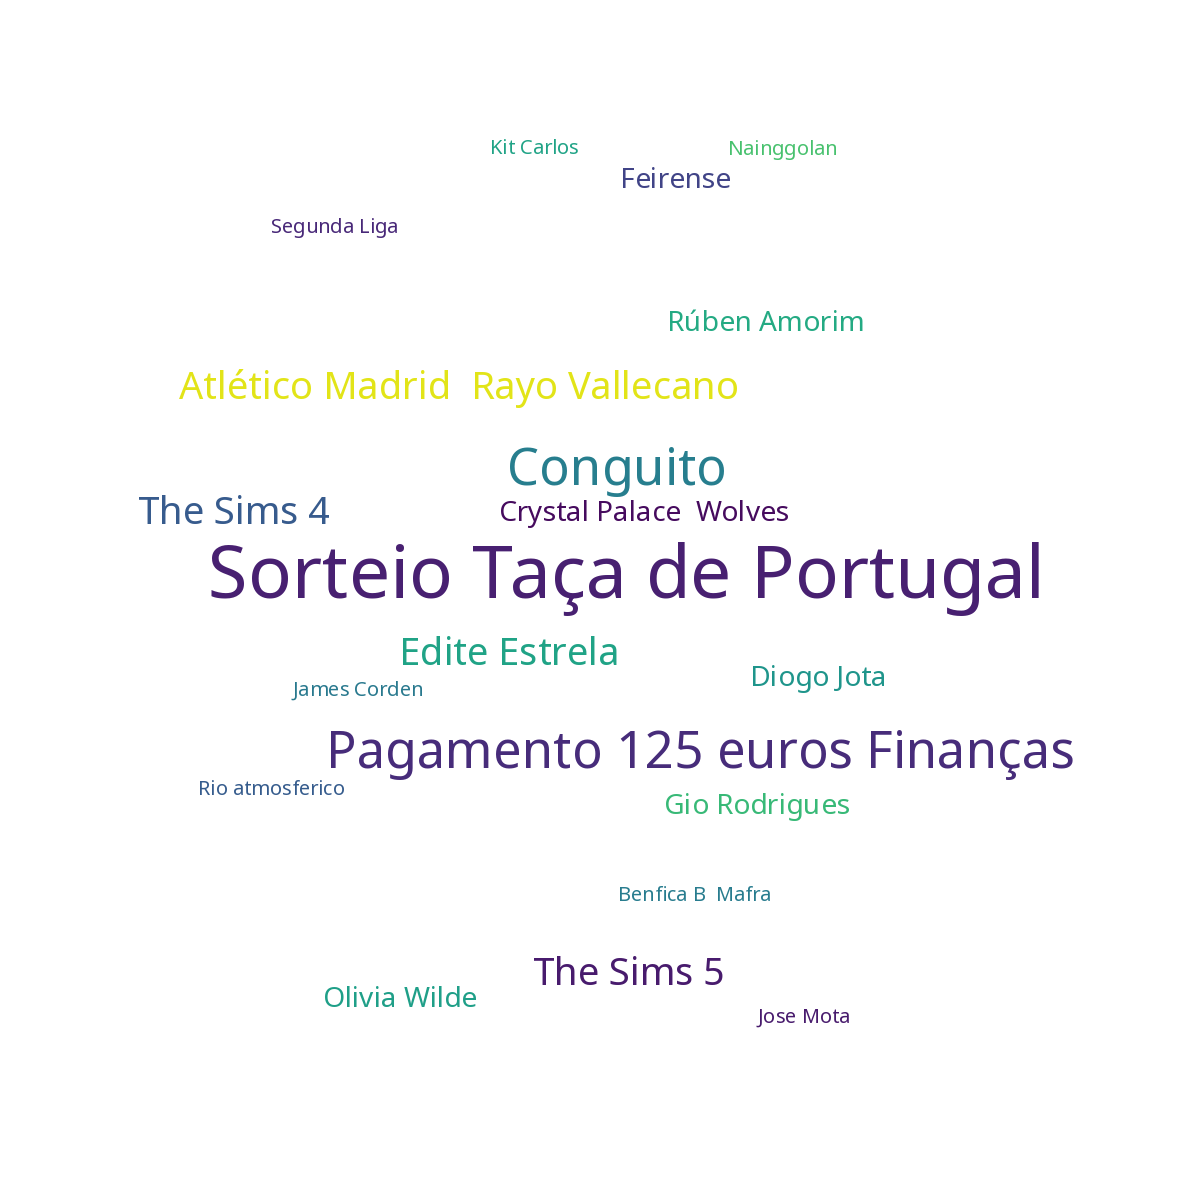 Kit Carlos
Nainggolan
Feirense
Segunda Liga
Rúben Amorim
Atlético Madrid  Rayo Vallecano
Conguito
The Sims 4
Crystal Palace  Wolves
Sorteio Taça de Portugal
Edite Estrela
Diogo Jota
James Corden
Pagamento 125 euros Finanças
Rio atmosferico
Gio Rodrigues
Benfica B  Mafra
The Sims 5
Olivia Wilde
Jose Mota